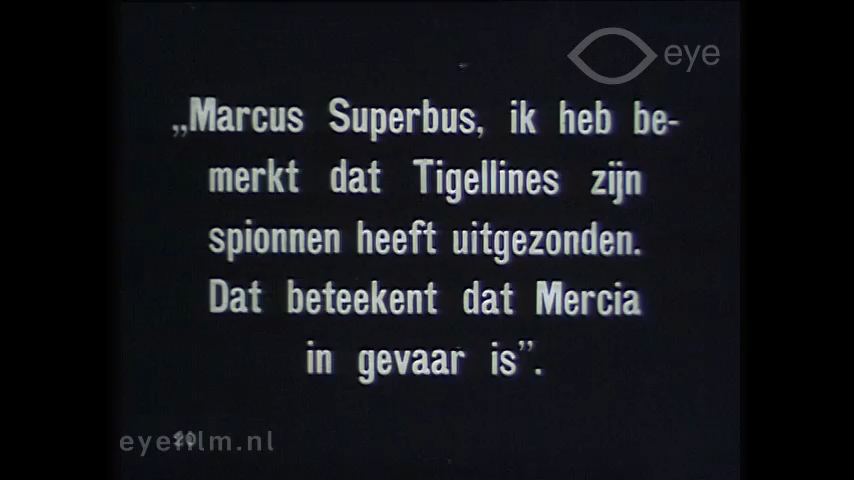 eye
„Marcus Superbus, ik heb be-
merkt dat Tigellines zijn
spionnen heeft uitgezonden.
Dat beteekent dat Mercia
in gevaar is”.
20
eyefilm.nl